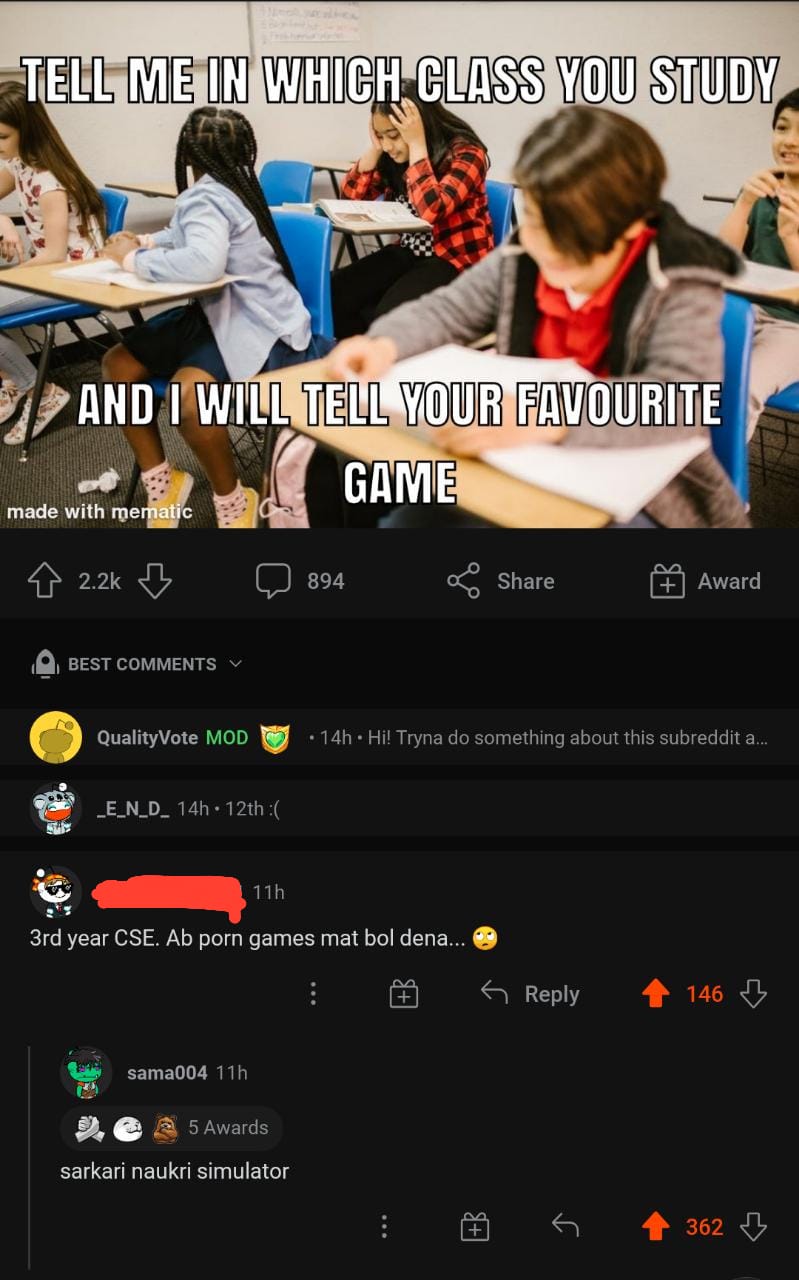 TELL ME IN WHICH CLASS YOU STUDY
AND I WILL TELL YOUR FAVOURITE
GAME
made with mematic
2.2k 894 Share Award
BEST COMMENTS
QualityVote MOD • 14h • Hi! Tryna do something about this subreddit a...
_E_N_D_ 14h • 12th :(
11h
3rd year CSE. Ab porn games mat bol dena... 🙄
Reply 146
sama004 11h
5 Awards
sarkari naukri simulator
362